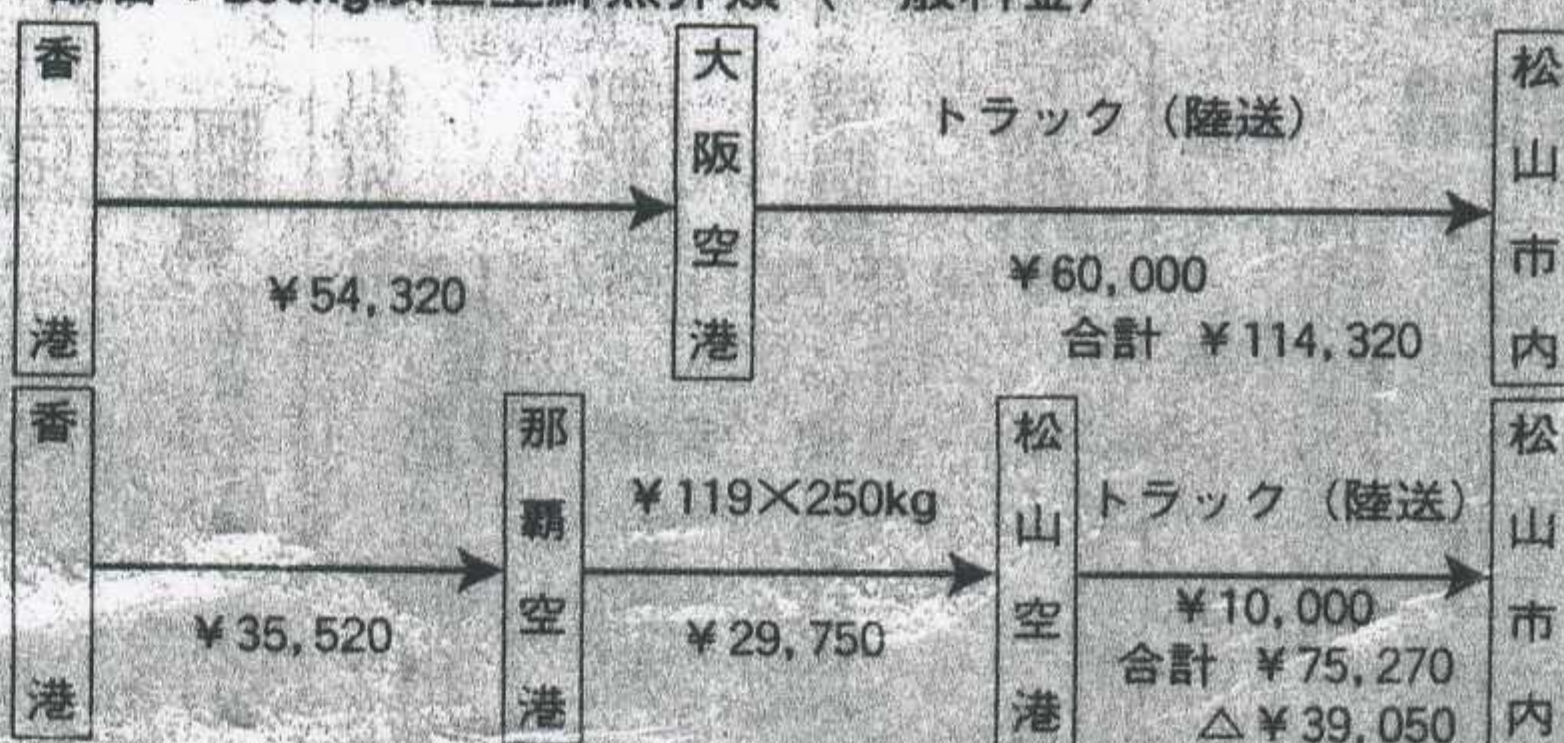 香港
大阪空港
トラック（陸送）
松山市内
¥54,320
¥60,000
合計 ¥114,320
香港
那覇空港
¥119×250kg
松山空港
トラック（陸送）
松山市内
¥35,520
¥29,750
¥10,000
合計 ¥75,270
△¥39,050